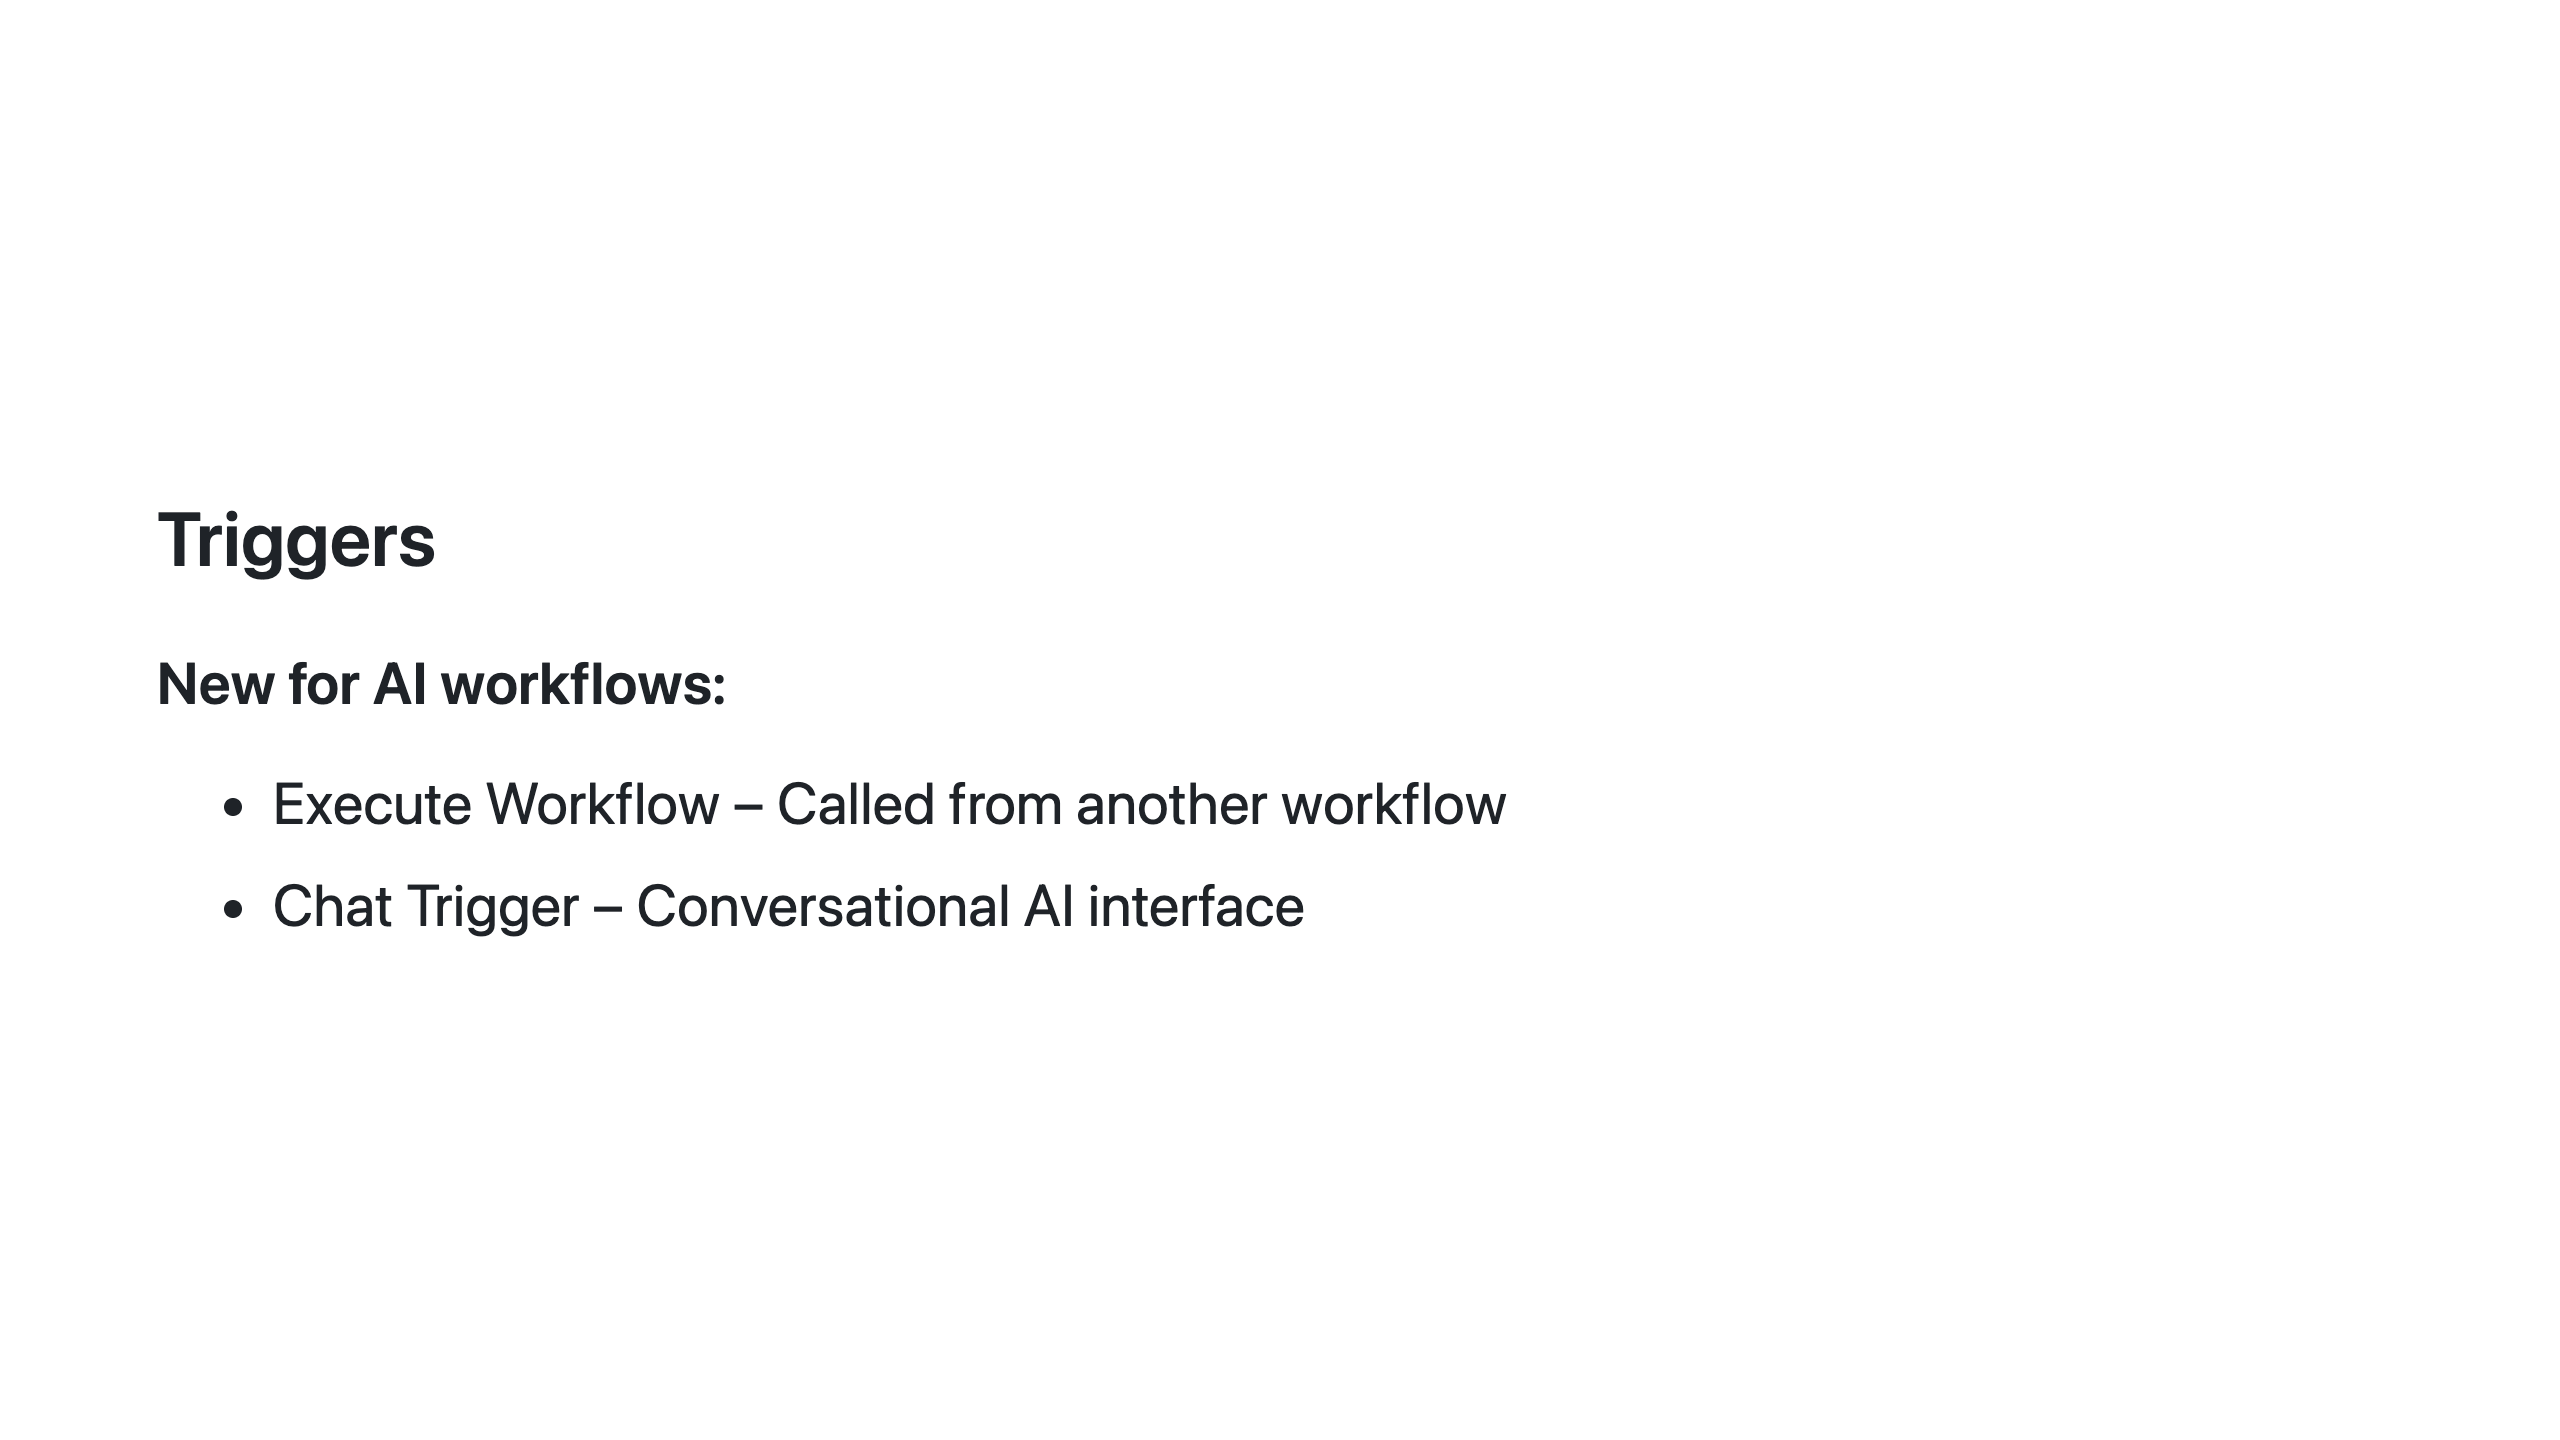 Triggers
New for AI workflows:
• Execute Workflow – Called from another workflow
• Chat Trigger – Conversational AI interface